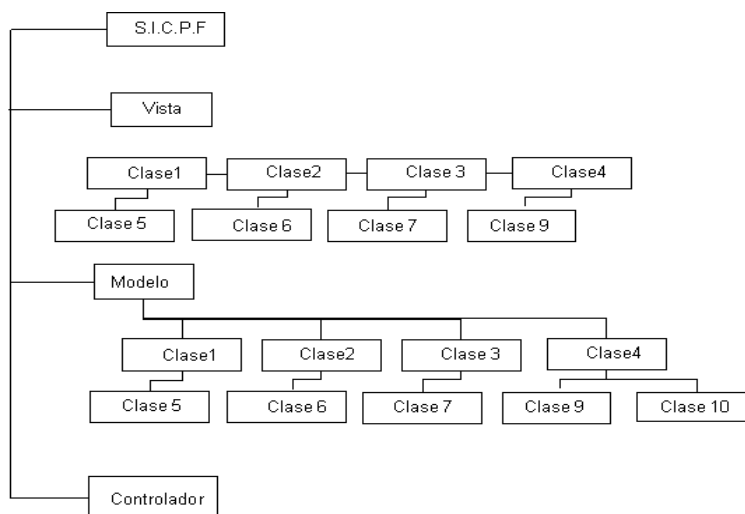 S.I.C.P.F
Vista
Clase1 Clase2 Clase 3 Clase4
Clase 5 Clase 6 Clase 7 Clase 9
Modelo
Clase1 Clase2 Clase 3 Clase4
Clase 5 Clase 6 Clase 7 Clase 9 Clase 10
Controlador